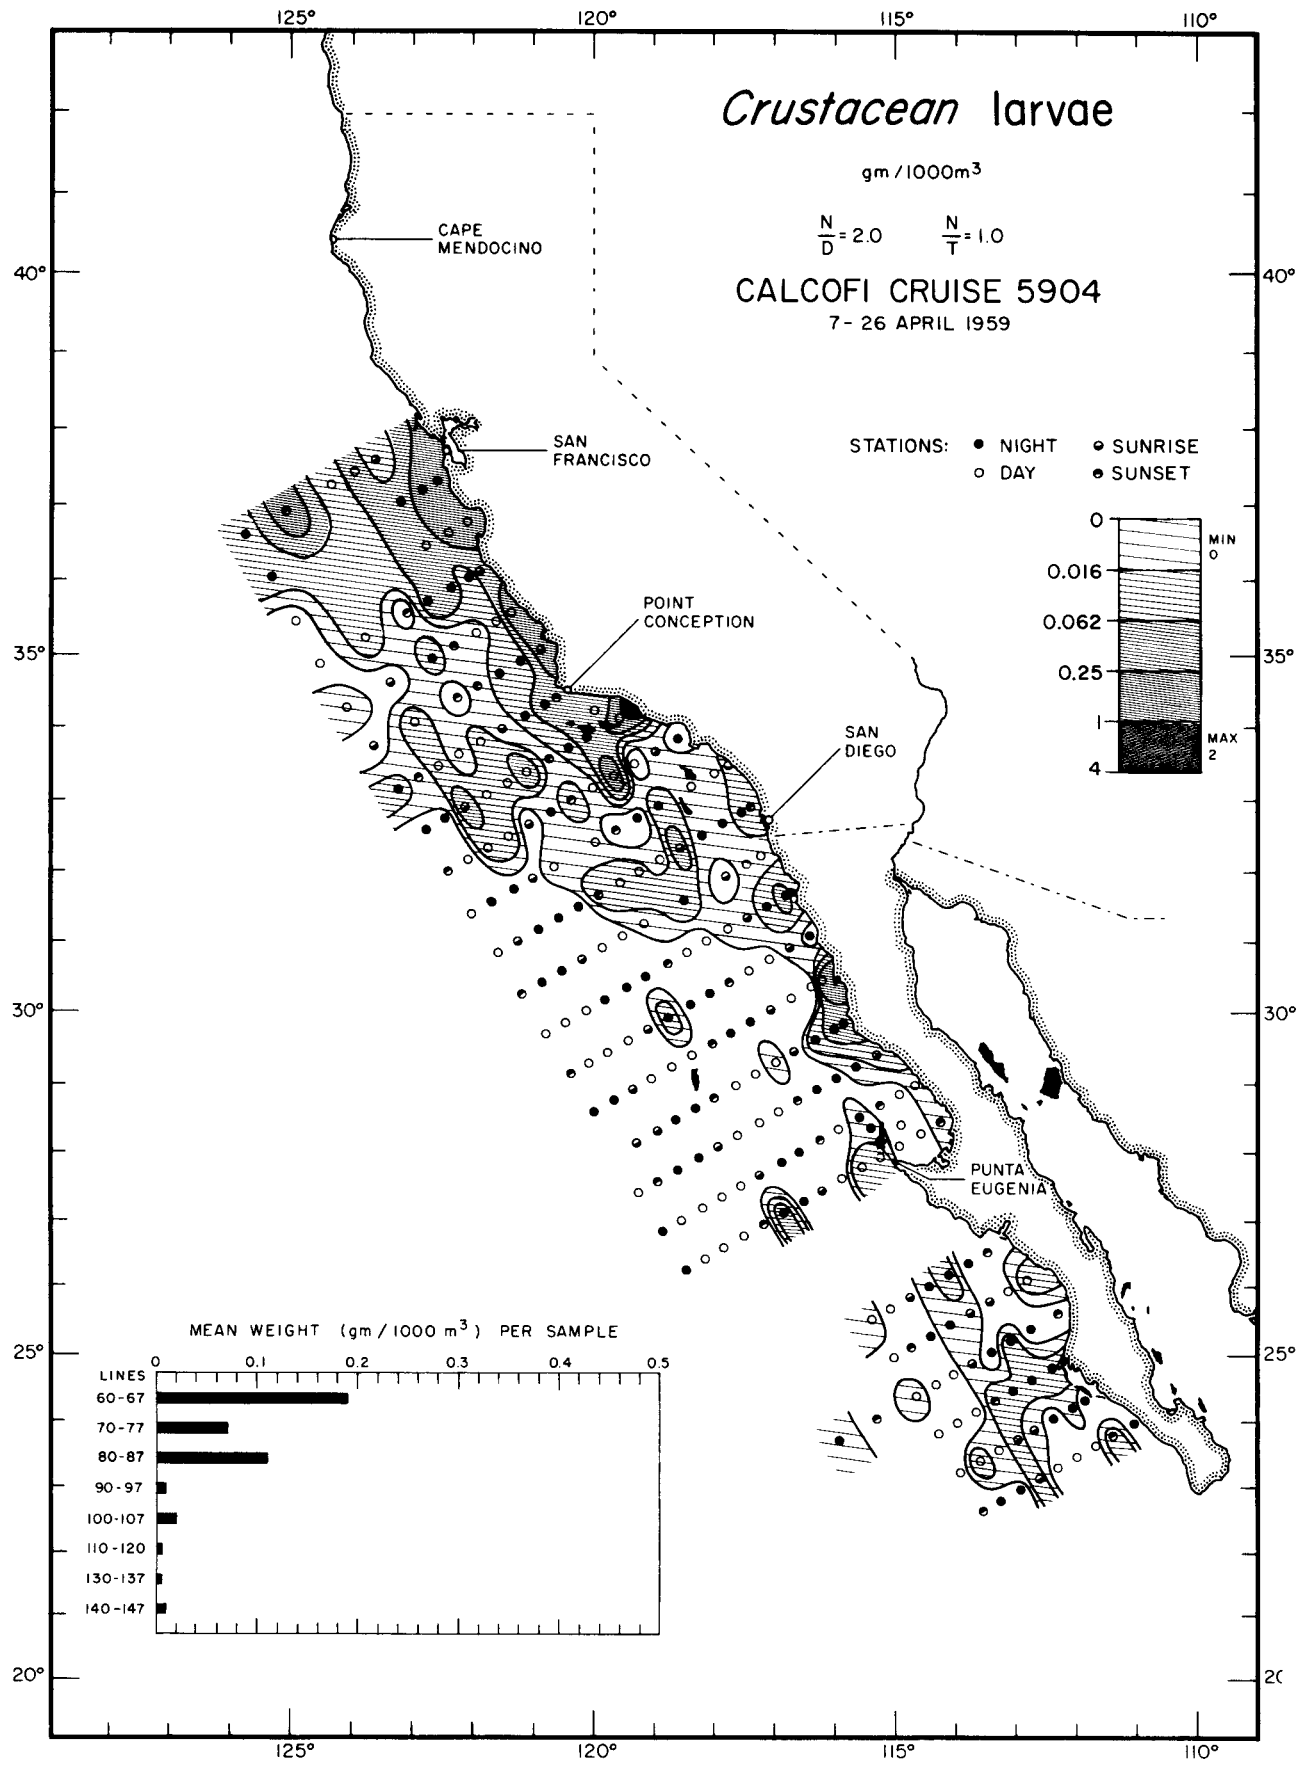 125° 120° 115° 110°
Crustacean larvae
gm/1000m³
N/D = 2.0 N/T = 1.0
CALCOFI CRUISE 5904
7-26 APRIL 1959
CAPE
MENDOCINO
40° 40°
SAN
FRANCISCO
STATIONS: ● NIGHT SUNRISE
○ DAY SUNSET
0
MIN
0
0.016
0.062
0.25
1
MAX
2
4
POINT
CONCEPTION
35° 35°
SAN
DIEGO
30° 30°
PUNTA
EUGENIA
25° 25°
MEAN WEIGHT (gm/1000 m³) PER SAMPLE
0 0.1 0.2 0.3 0.4 0.5
LINES
60-67
70-77
80-87
90-97
100-107
110-120
130-137
140-147
20° 20
125° 120° 115° 110°